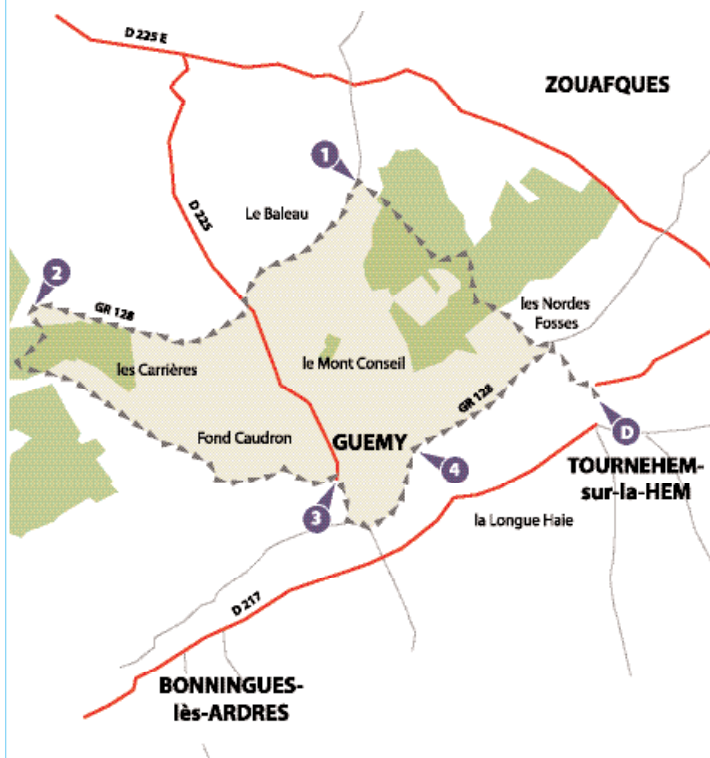 D 225 E
ZOUAFQUES
1
Le Baleau
D 225
2
GR 128
les Nordes
Fosses
les Carrières
le Mont Conseil
GR 128
D
Fond Caudron
GUEMY
4
TOURNEHEM-
sur-la-HEM
3
la Longue Haie
D 217
BONNINGUES-
lès-ARDRES